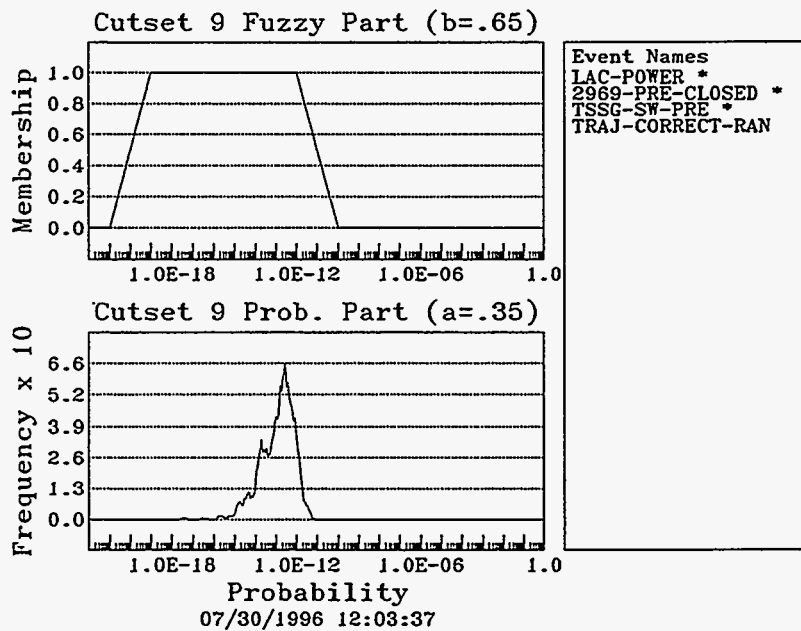 Cutset 9 Fuzzy Part (b=.65)
Membership
1.0
0.8
0.6
0.4
0.2
0.0
1.0E-18 1.0E-12 1.0E-06 1.0
Event Names
LAC-POWER *
2969-PRE-CLOSED *
TSSG-SW-PRE *
TRAJ-CORRECT-RAN
Cutset 9 Prob. Part (a=.35)
Frequency x 10
6.6
5.2
3.9
2.6
1.3
0.0
1.0E-18 1.0E-12 1.0E-06 1.0
Probability
07/30/1996 12:03:37